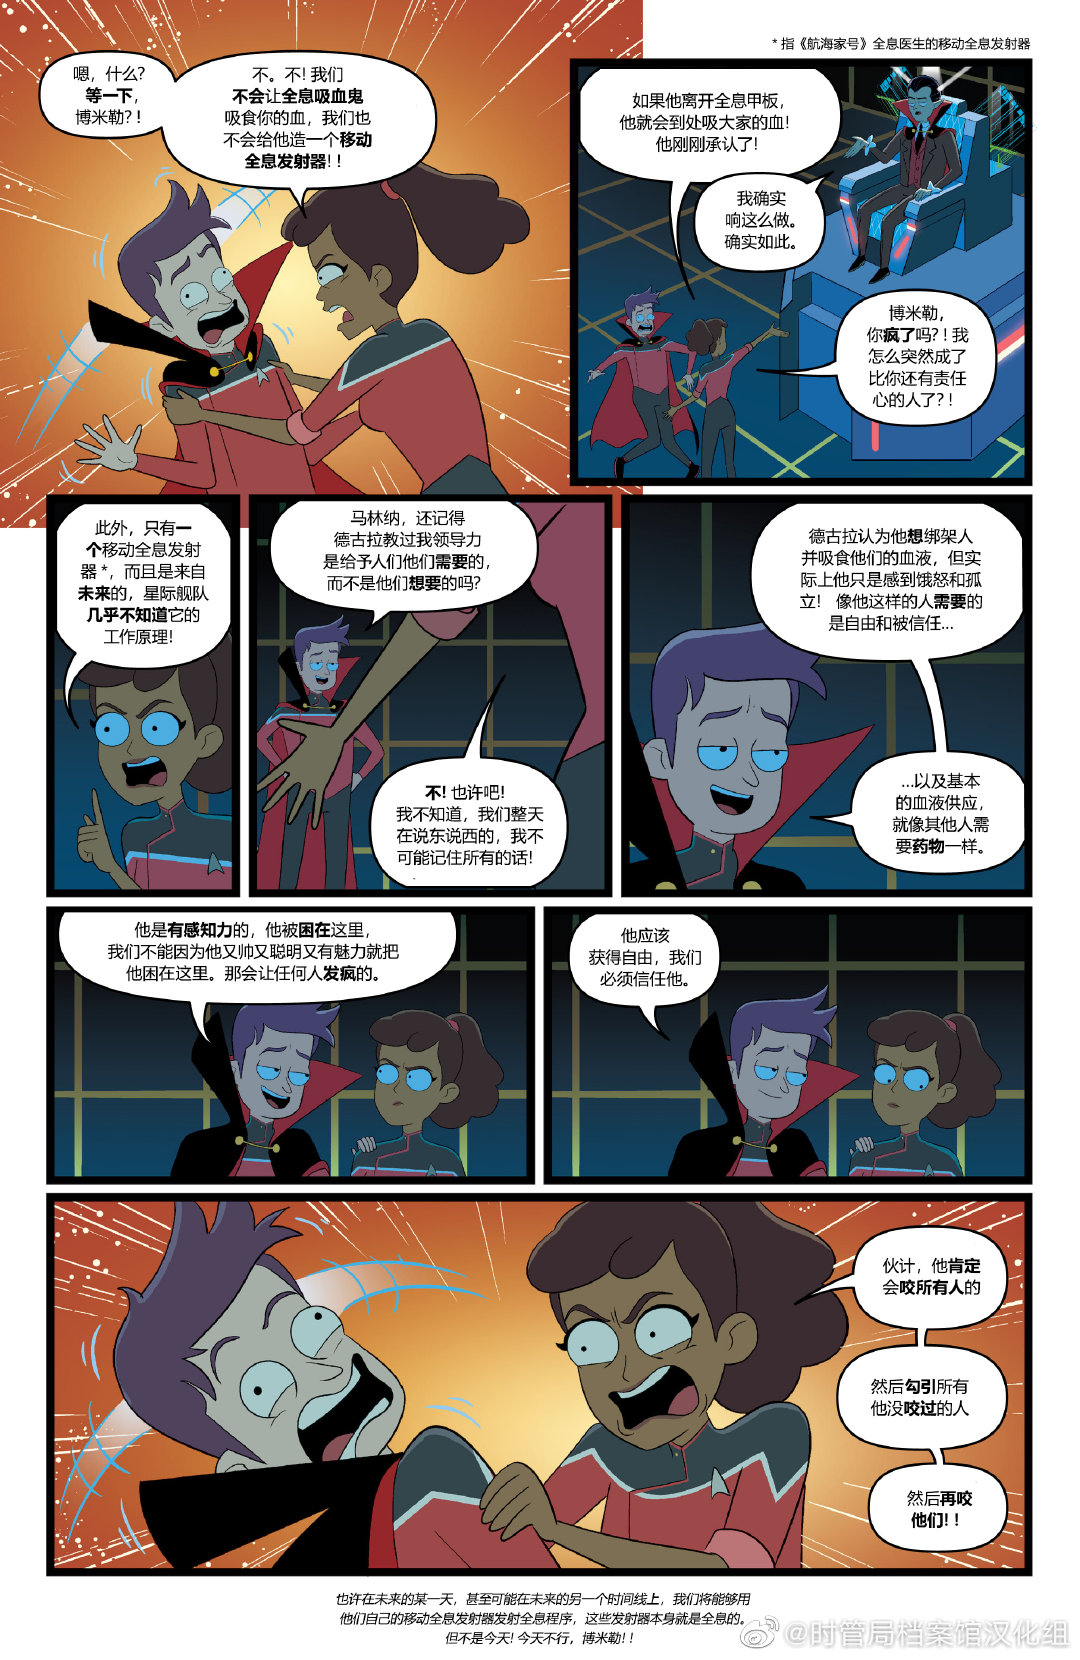 * 指《航海家号》全息医生的移动全息发射器
嗯，什么?
等一下，
博米勒?！
不。不! 我们
不会让全息吸血鬼
吸食你的血，我们也
不会给他造一个移动
全息发射器!！
如果他离开全息甲板，
他就会到处吸大家的血!
他刚刚承认了!
我确实
响这么做。
确实如此。
博米勒，
你疯了吗?！我
怎么突然成了
比你还有责任
心的人了?！
此外，只有一
个移动全息发射
器 *，而且是来自
未来的，星际舰队
几乎不知道它的
工作原理!
马林纳，还记得
德古拉教过我领导力
是给予人们他们需要的，
而不是他们想要的吗?
不! 也许吧!
我不知道，我们整天
在说东说西的，我不
可能记住所有的话!
德古拉认为他想绑架人
并吸食他们的血液，但实
际上他只是感到饿怒和孤
立！ 像他这样的人需要的
是自由和被信任...
...以及基本
的血液供应，
就像其他人需
要药物一样。
他是有感知力的，他被困在这里，
我们不能因为他又帅又聪明又有魅力就把
他困在这里。那会让任何人发疯的。
他应该
获得自由，我们
必须信任他。
伙计，他肯定
会咬所有人的
然后勾引所有
他没咬过的人
然后再咬
他们!！
也许在未来的某一天，甚至可能在未来的另一个时间线上，我们将能够用
他们自己的移动全息发射器发射全息程序，这些发射器本身就是全息的。
但不是今天! 今天不行，博米勒!！
@时管局档案馆汉化组